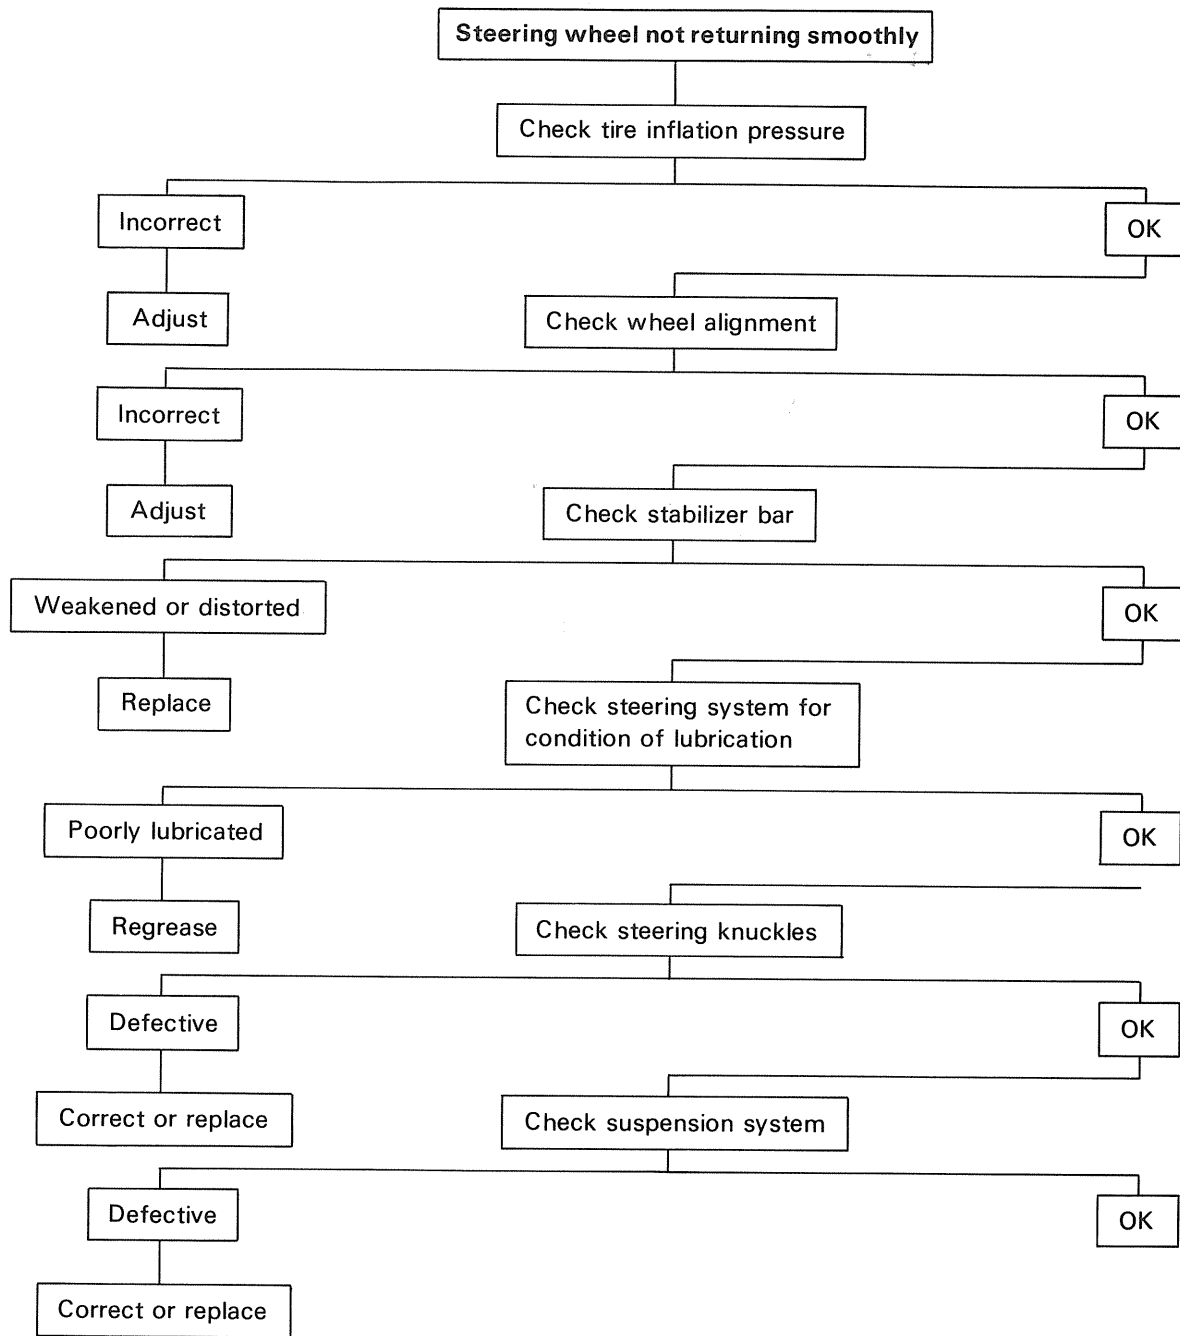 Steering wheel not returning smoothly
Check tire inflation pressure
Incorrect
OK
Adjust
Check wheel alignment
Incorrect
OK
Adjust
Check stabilizer bar
Weakened or distorted
OK
Replace
Check steering system for
condition of lubrication
Poorly lubricated
OK
Regrease
Check steering knuckles
Defective
OK
Correct or replace
Check suspension system
Defective
OK
Correct or replace